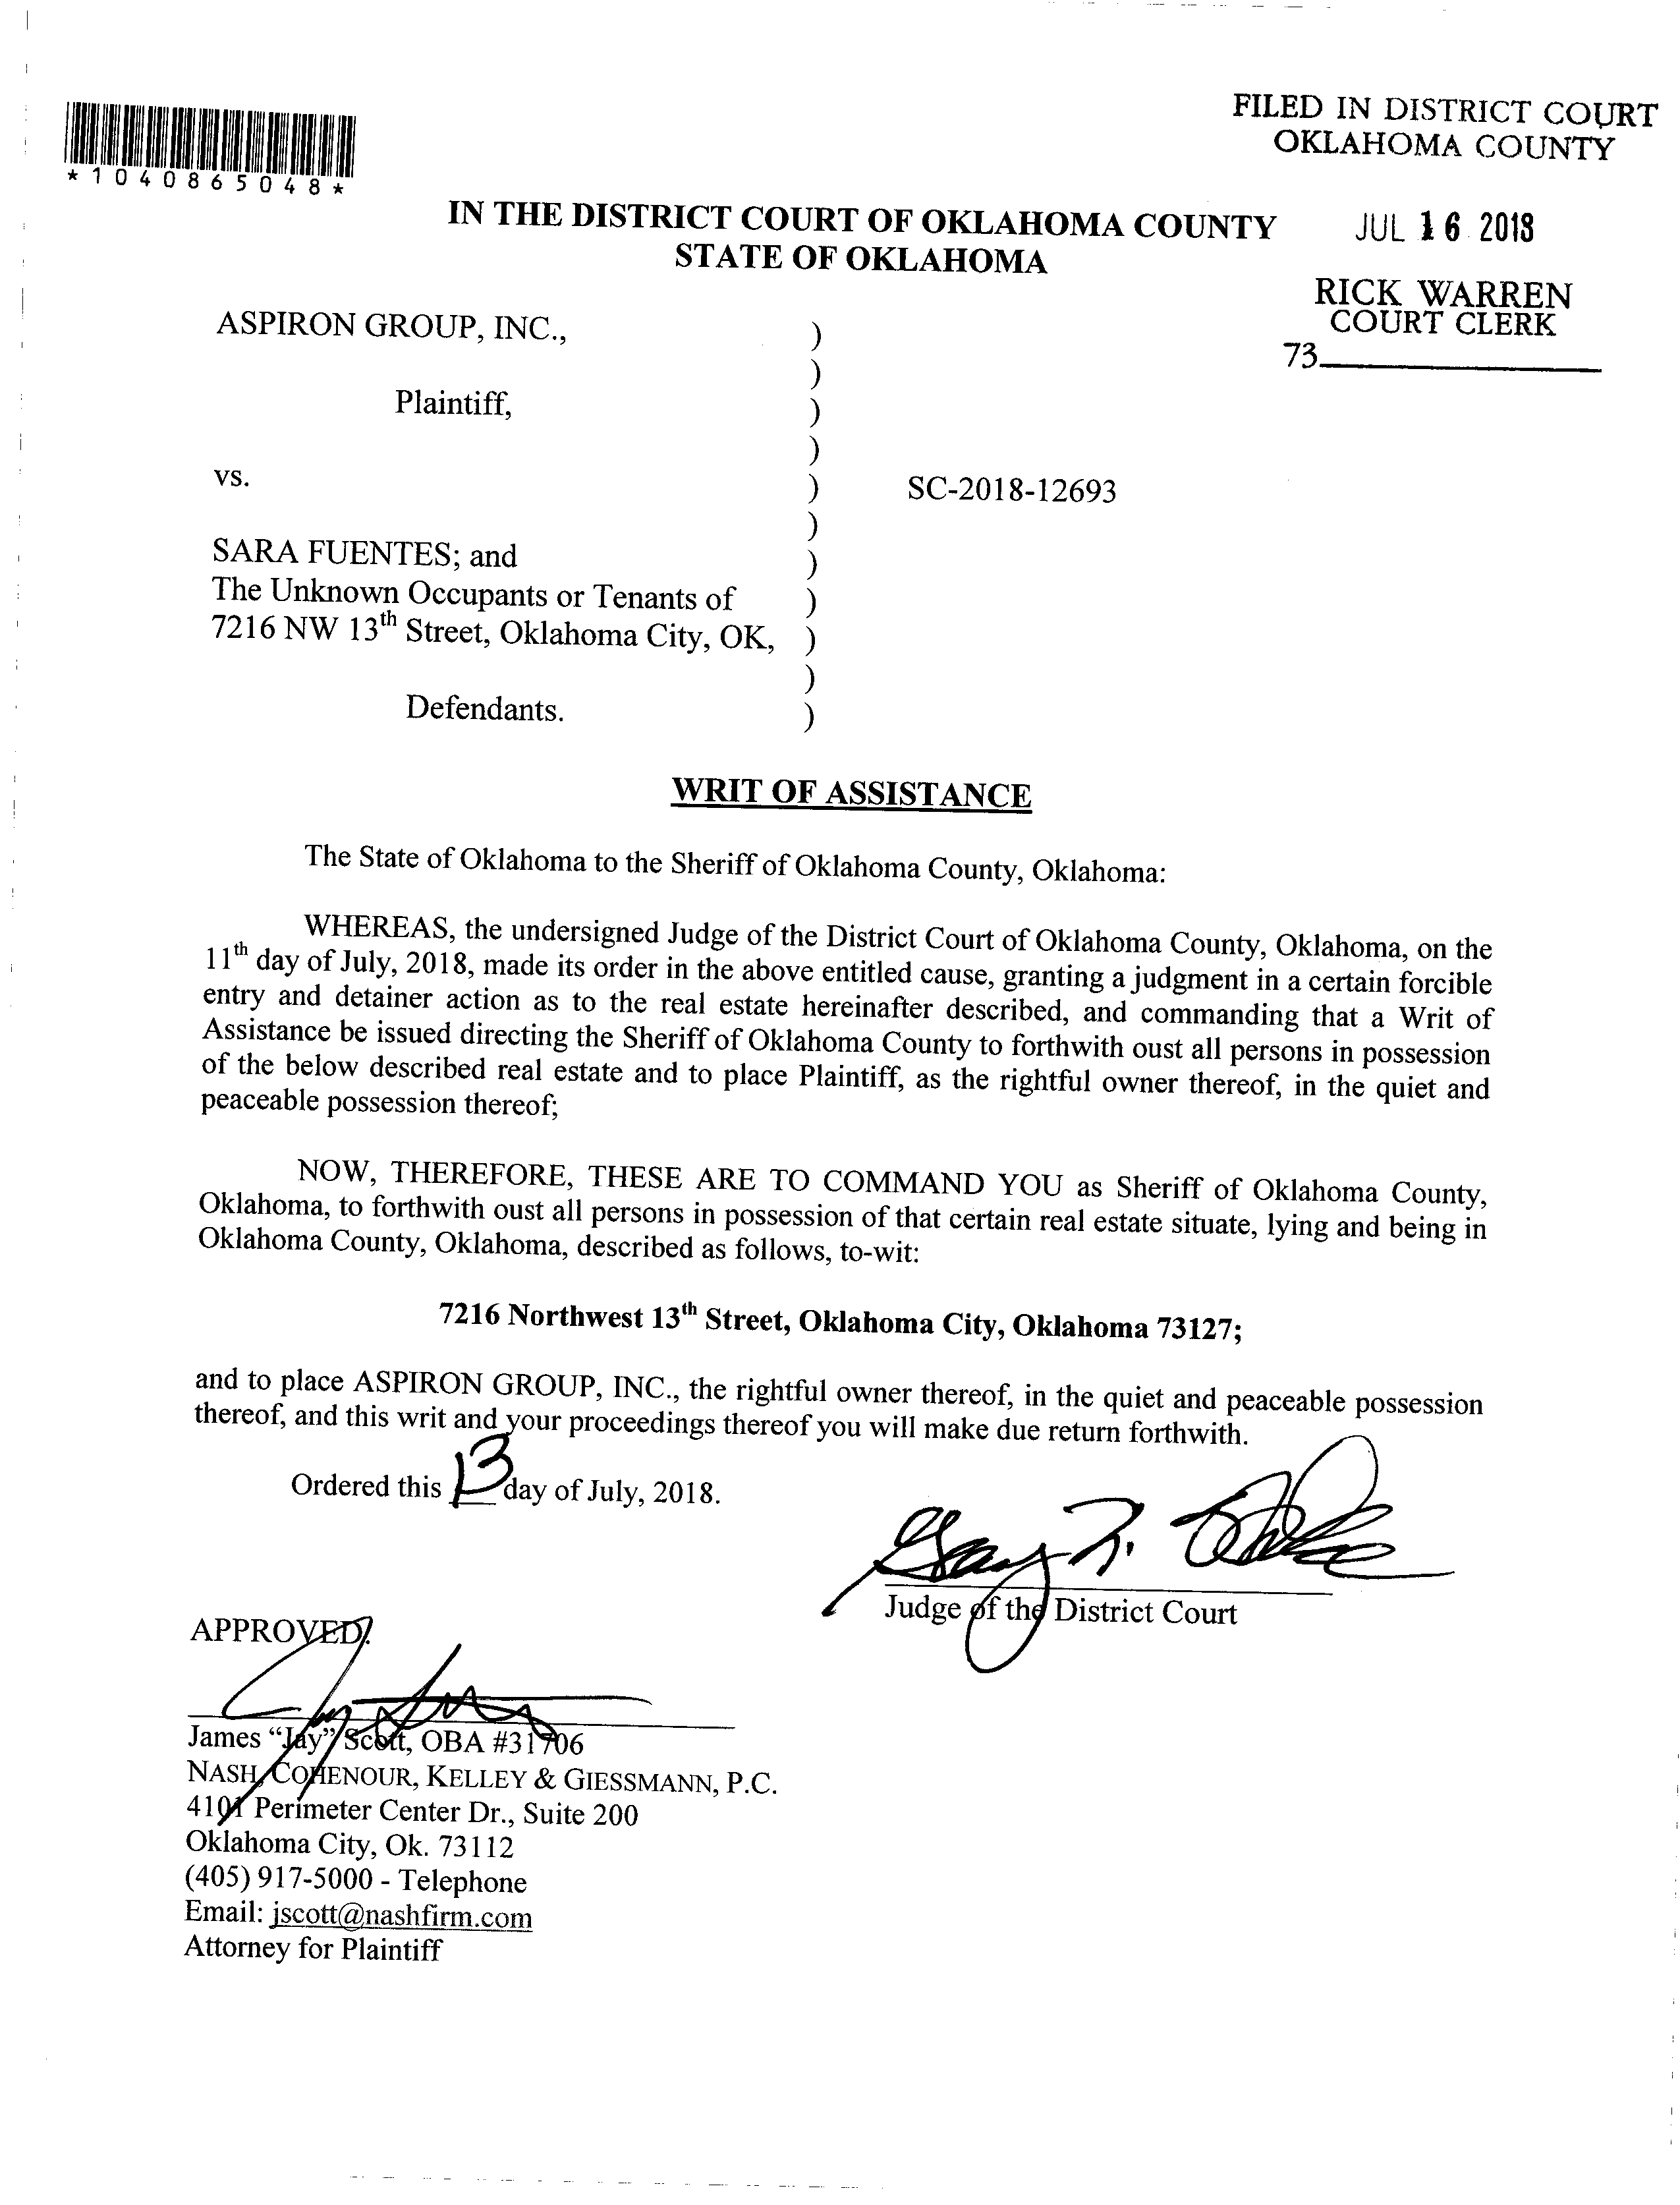 *1040865048*
FILED IN DISTRICT COURT
OKLAHOMA COUNTY
JUL 16 2018
RICK WARREN
COURT CLERK
73
IN THE DISTRICT COURT OF OKLAHOMA COUNTY
STATE OF OKLAHOMA
ASPIRON GROUP, INC., )
)
Plaintiff, )
)
vs. ) SC-2018-12693
)
SARA FUENTES; and )
The Unknown Occupants or Tenants of )
7216 NW 13th Street, Oklahoma City, OK, )
)
Defendants. )
WRIT OF ASSISTANCE
The State of Oklahoma to the Sheriff of Oklahoma County, Oklahoma:
WHEREAS, the undersigned Judge of the District Court of Oklahoma County, Oklahoma, on the
11th day of July, 2018, made its order in the above entitled cause, granting a judgment in a certain forcible
entry and detainer action as to the real estate hereinafter described, and commanding that a Writ of
Assistance be issued directing the Sheriff of Oklahoma County to forthwith oust all persons in possession
of the below described real estate and to place Plaintiff, as the rightful owner thereof, in the quiet and
peaceable possession thereof;
NOW, THEREFORE, THESE ARE TO COMMAND YOU as Sheriff of Oklahoma County,
Oklahoma, to forthwith oust all persons in possession of that certain real estate situate, lying and being in
Oklahoma County, Oklahoma, described as follows, to-wit:
7216 Northwest 13th Street, Oklahoma City, Oklahoma 73127;
and to place ASPIRON GROUP, INC., the rightful owner thereof, in the quiet and peaceable possession
thereof, and this writ and your proceedings thereof you will make due return forthwith.
Ordered this 13 day of July, 2018.
Judge of the District Court
APPROVED:
James “Jay” Scott, OBA #31706
NASH, COHENOUR, KELLEY & GIESSMANN, P.C.
4101 Perimeter Center Dr., Suite 200
Oklahoma City, Ok. 73112
(405) 917-5000 - Telephone
Email: jscott@nashfirm.com
Attorney for Plaintiff